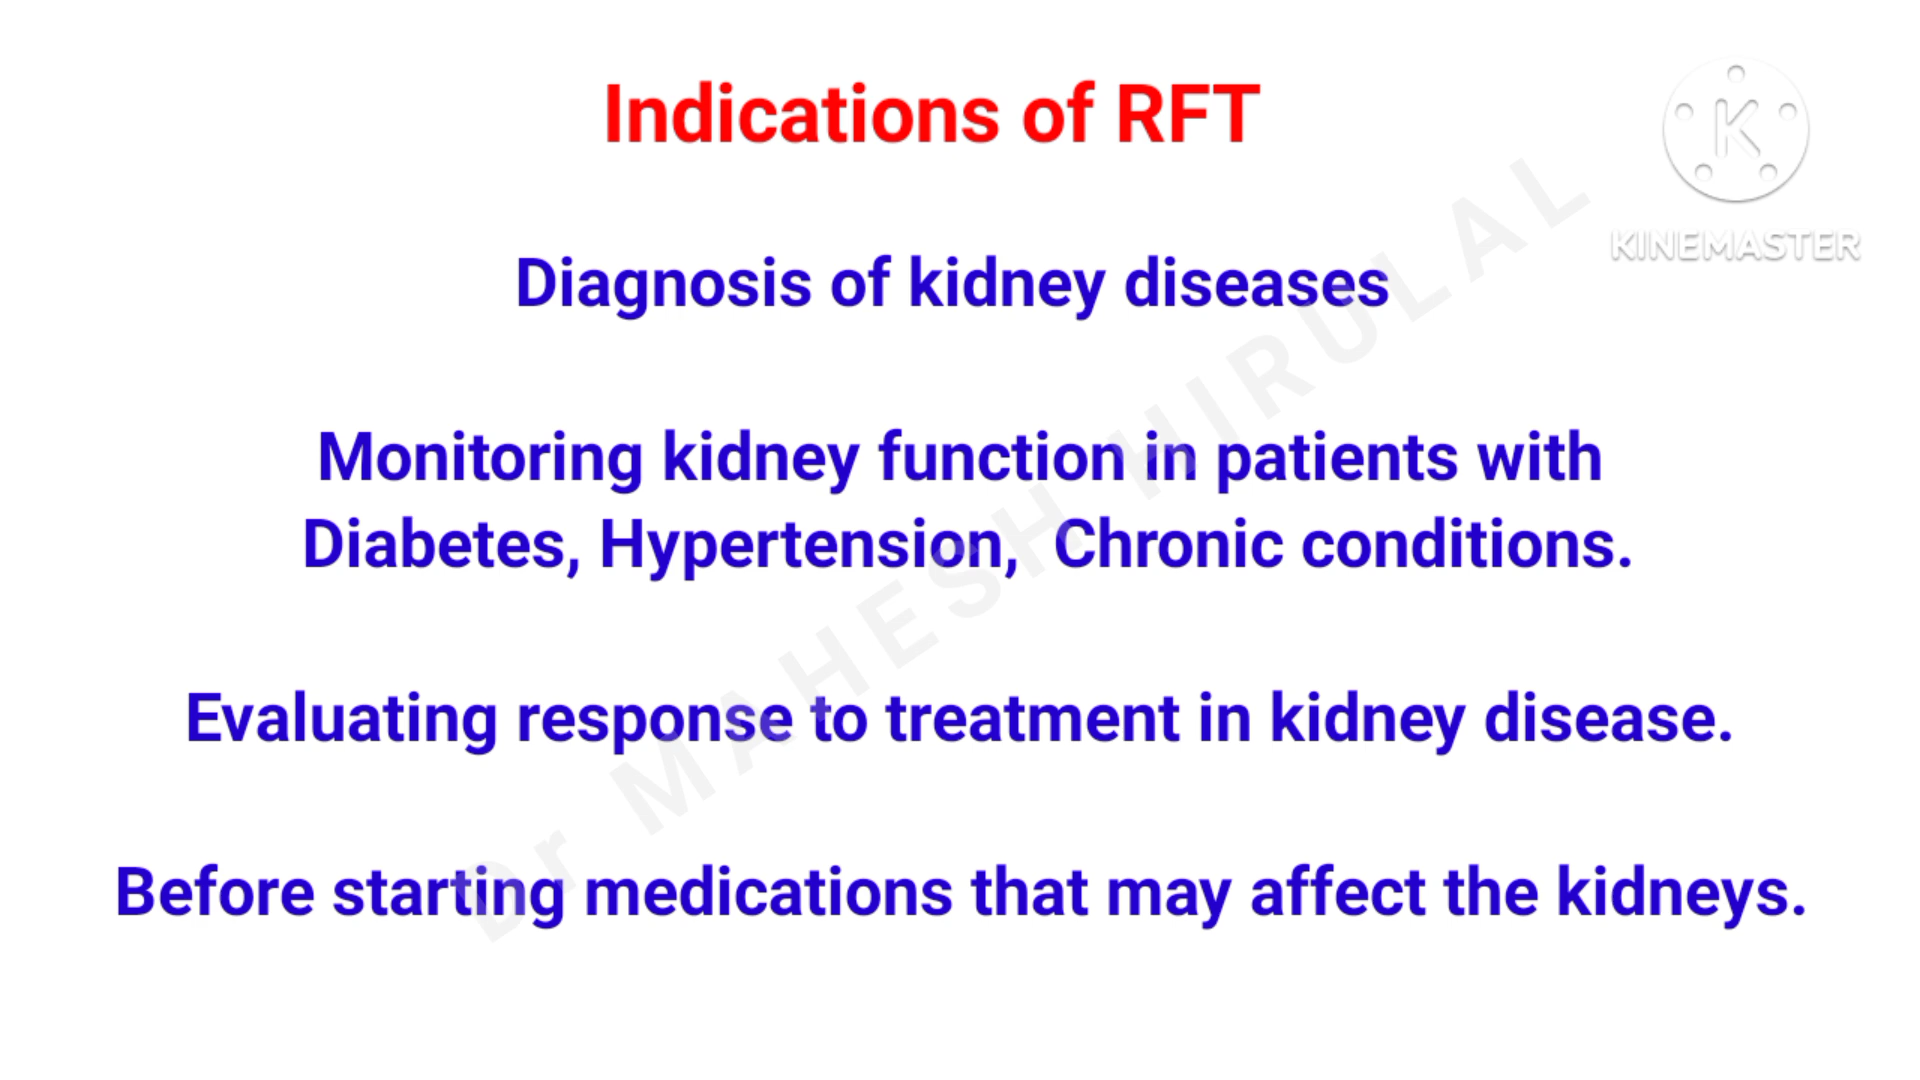 Indications of RFT
K
KINEMASTER
Diagnosis of kidney diseases
Monitoring kidney function in patients with
Diabetes, Hypertension,  Chronic conditions.
Evaluating response to treatment in kidney disease.
Before starting medications that may affect the kidneys.
Dr MAHESH HIRULAL